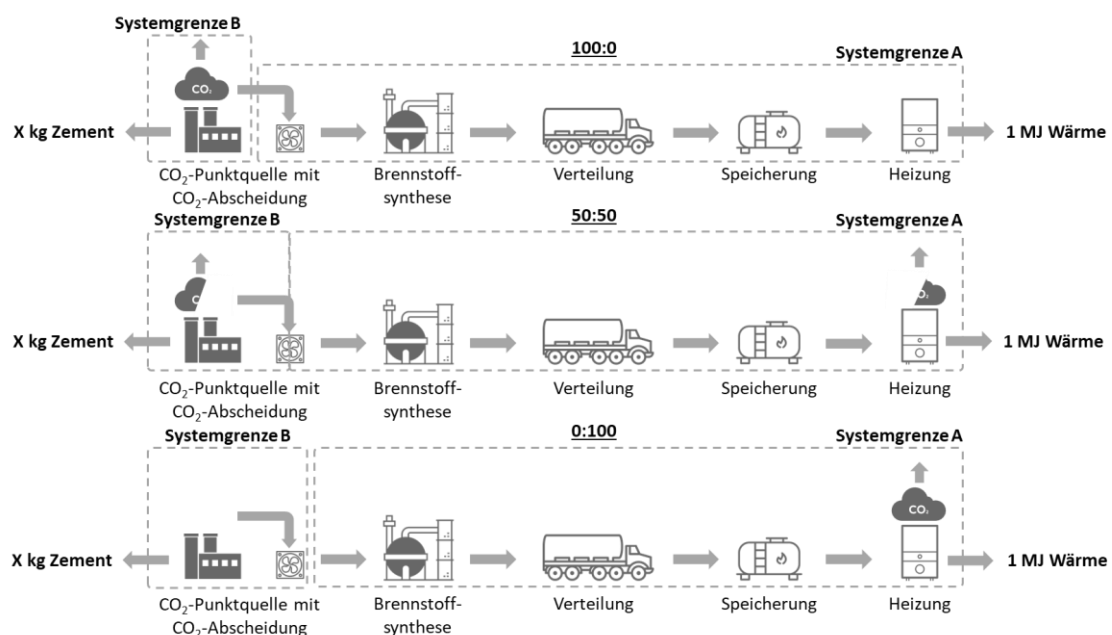 Systemgrenze B
100:0
Systemgrenze A
CO₂
X kg Zement
1 MJ Wärme
CO₂-Punktquelle mit
CO₂-Abscheidung
Brennstoff-
synthese
Verteilung
Speicherung
Heizung
Systemgrenze B
50:50
Systemgrenze A
C
O₂
X kg Zement
1 MJ Wärme
CO₂-Punktquelle mit
CO₂-Abscheidung
Brennstoff-
synthese
Verteilung
Speicherung
Heizung
Systemgrenze B
0:100
Systemgrenze A
CO₂
X kg Zement
1 MJ Wärme
CO₂-Punktquelle mit
CO₂-Abscheidung
Brennstoff-
synthese
Verteilung
Speicherung
Heizung